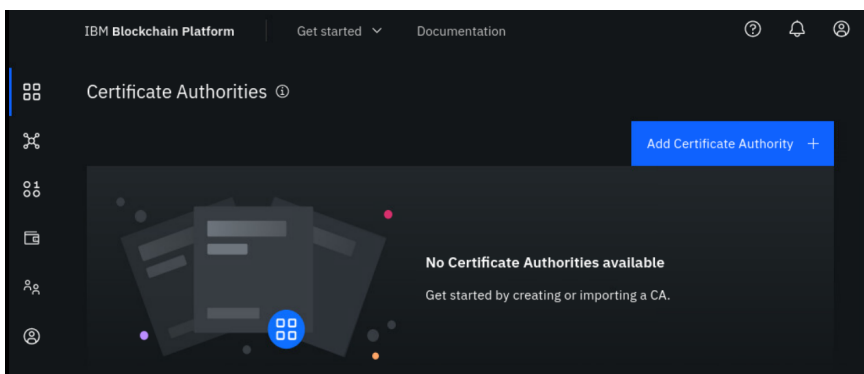 IBM Blockchain Platform
Get started
Documentation
Certificate Authorities
Add Certificate Authority +
No Certificate Authorities available
Get started by creating or importing a CA.